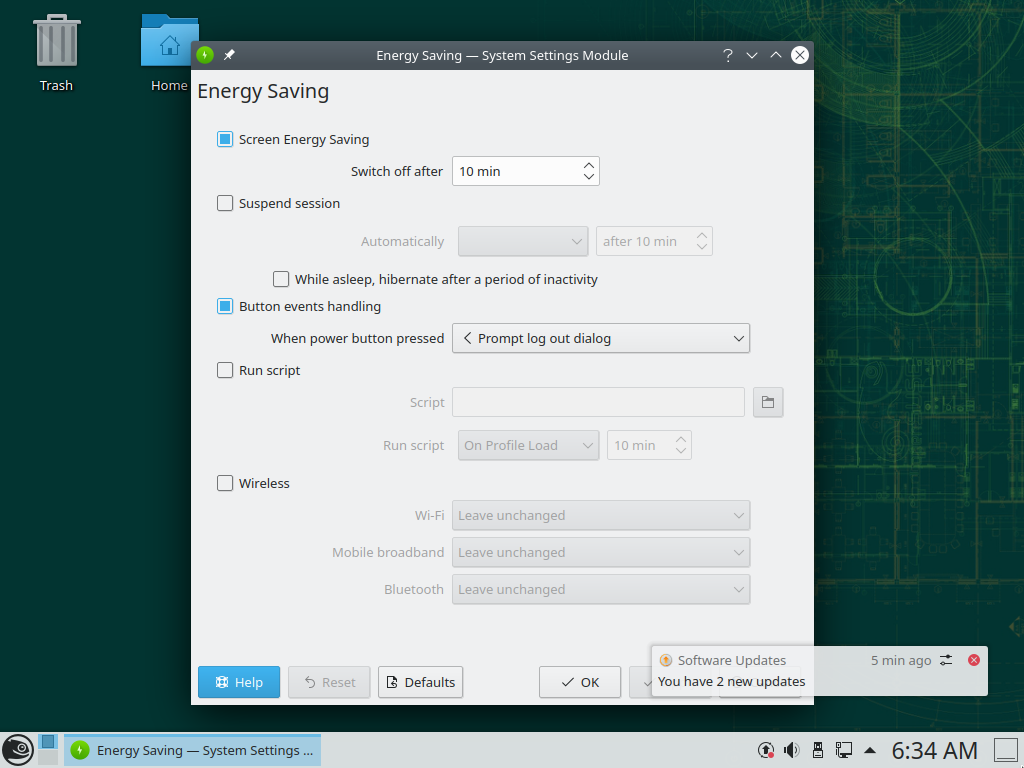 Trash
Home
Energy Saving — System Settings Module
Energy Saving
Screen Energy Saving
Switch off after 10 min
Suspend session
Automatically after 10 min
While asleep, hibernate after a period of inactivity
Button events handling
When power button pressed Prompt log out dialog
Run script
Script
Run script On Profile Load 10 min
Wireless
Wi-Fi Leave unchanged
Mobile broadband Leave unchanged
Bluetooth Leave unchanged
Help Reset Defaults OK
Software Updates 5 min ago
You have 2 new updates
Energy Saving — System Settings ...
6:34 AM